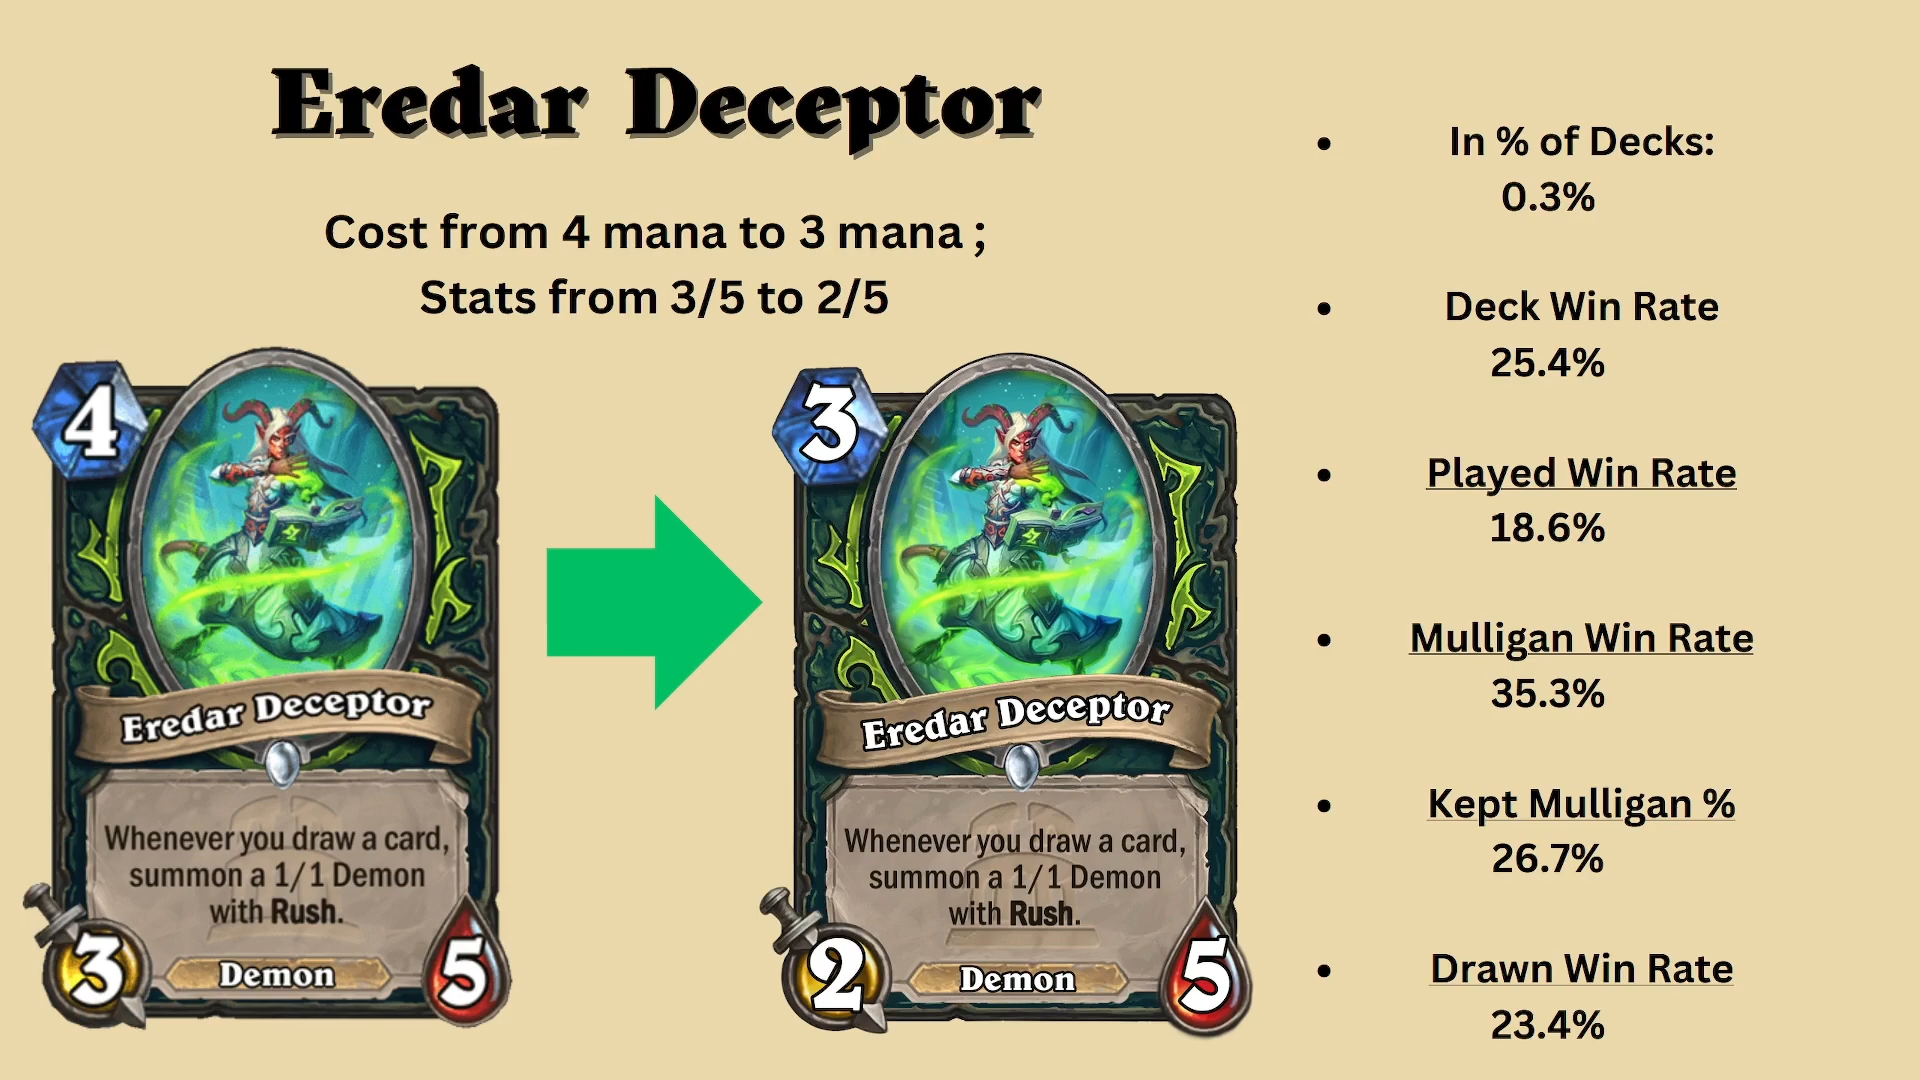 Eredar Deceptor
Cost from 4 mana to 3 mana ;
Stats from 3/5 to 2/5
4
Eredar Deceptor
Whenever you draw a card,
summon a 1/1 Demon
with Rush.
3
Demon
5
3
Eredar Deceptor
Whenever you draw a card,
summon a 1/1 Demon
with Rush.
2
Demon
5
• In % of Decks:
0.3%
• Deck Win Rate
25.4%
• Played Win Rate
18.6%
• Mulligan Win Rate
35.3%
• Kept Mulligan %
26.7%
• Drawn Win Rate
23.4%